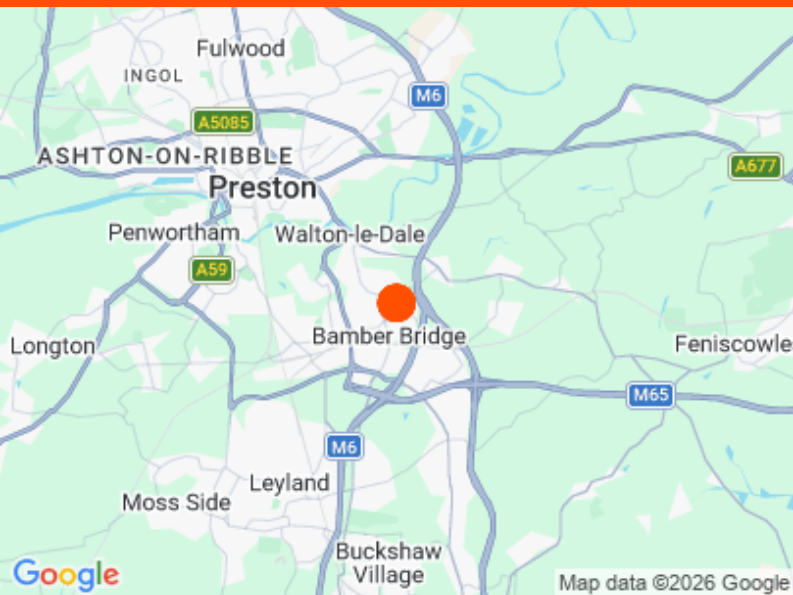 Fulwood
INGOL
M6
A5085
ASHTON-ON-RIBBLE
A677
Preston
Penwortham
Walton-le-Dale
A59
Bamber Bridge
Longton
Feniscowle
M65
M6
Leyland
Moss Side
Buckshaw
Village
Google
Map data ©2026 Google